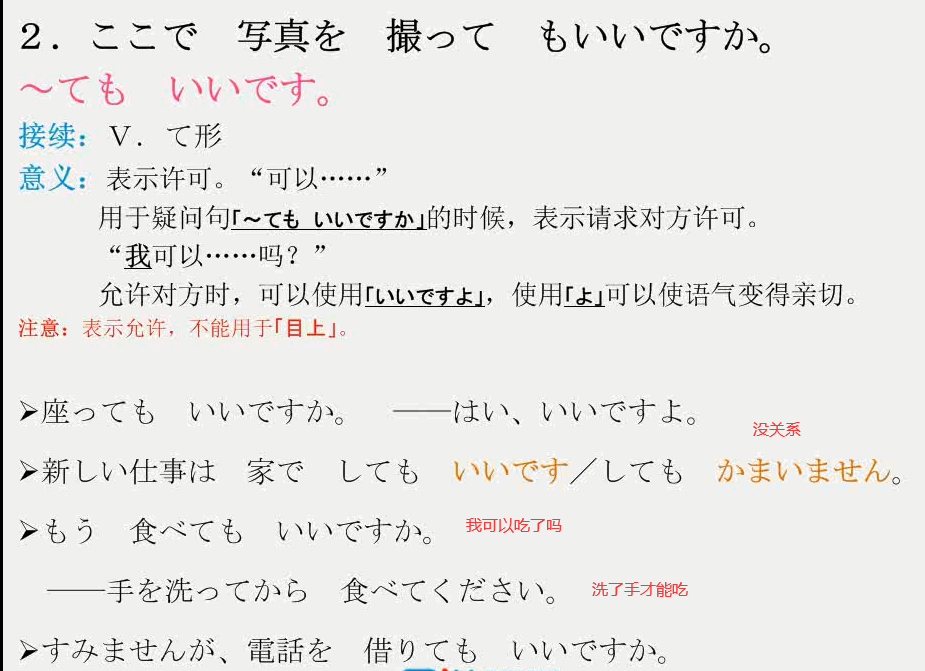 ２．ここで　写真を　撮って　もいいですか。
～ても　いいです。
接续：Ｖ．て形
意义：表示许可。“可以……”
用于疑问句「～ても いいですか」的时候，表示请求对方许可。
“我可以……吗？”
允许对方时，可以使用「いいですよ」，使用「よ」可以使语气变得亲切。
注意：表示允许，不能用于「目上」。
➢座っても　いいですか。　——はい、いいですよ。
没关系
➢新しい仕事は　家で　しても　いいです／しても　かまいません。
➢もう　食べても　いいですか。 我可以吃了吗
——手を洗ってから　食べてください。 洗了手才能吃
➢すみませんが、電話を　借りても　いいですか。